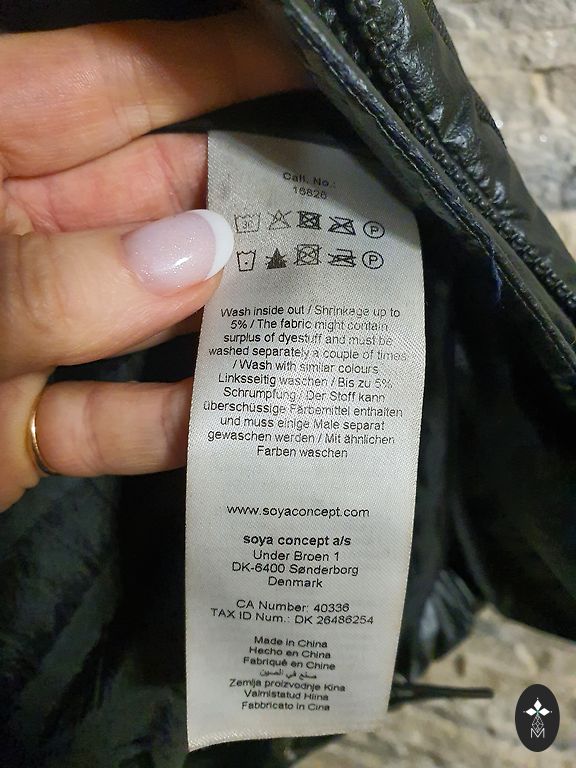 Cat. No.:
16826
30
P
P
Wash inside out / Shrinkage up to
5% / The fabric might contain
surplus of dyestuff and must be
washed separately a couple of times
/ Wash with similar colours
Linksseitig waschen / Bis zu 5%
Schrumpfung / Der Stoff kann
überschüssige Färbemittel enthalten
und muss einige Male separat
gewaschen werden / Mit ähnlichen
Farben waschen
www.soyaconcept.com
soya concept a/s
Under Broen 1
DK-6400 Sønderborg
Denmark
CA Number: 40336
TAX ID Num.: DK 26486254
Made in China
Hecho en China
Fabriqué en Chine
صنع في الصين
Zemlja proizvodnje Kina
Valmistatud Hiina
Fabbricato in Cina
M